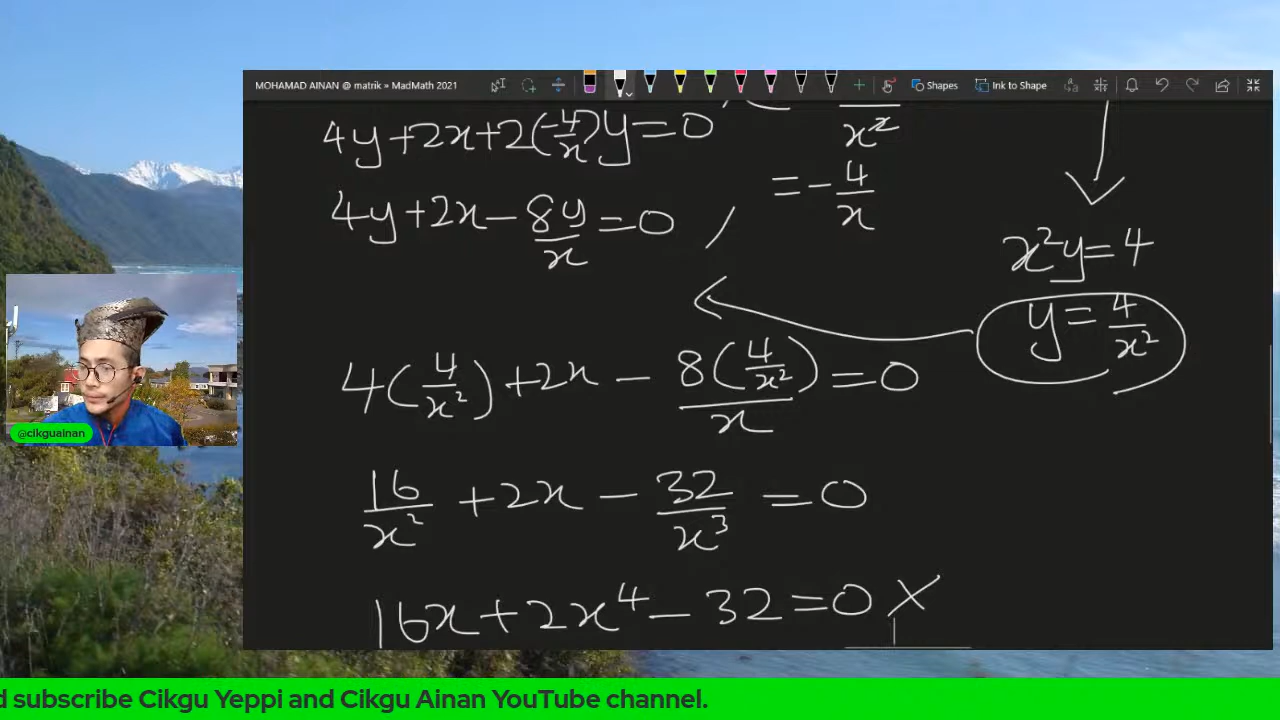 MOHAMAD AINAN @ matrik » MadMath 2021
Shapes
Ink to Shape
4y+2x+2(-4/x)y=0,
x²
4y+2x-8y/x=0,
=-4/x
x²y=4
y=4/x²
4(4/x²)+2x-8(4/x²)/x=0
16/x²+2x-32/x³=0
16x+2x⁴-32=0
@cikguainan
d subscribe Cikgu Yeppi and Cikgu Ainan YouTube channel.